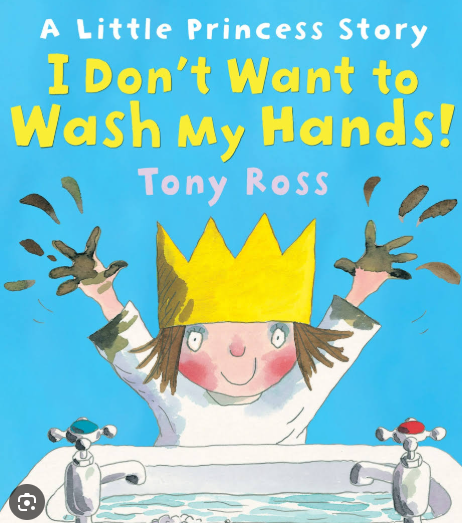 A Little Princess Story
I Don't Want to
Wash My Hands!
Tony Ross